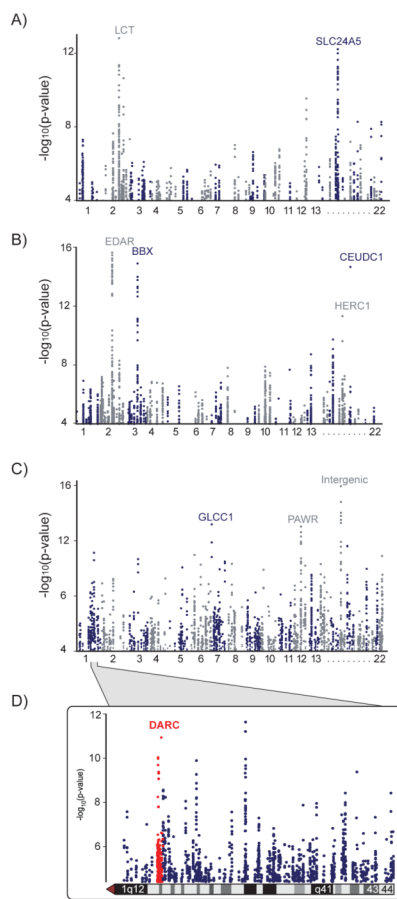 A)
LCT
SLC24A5
12
8
4
-log10(p-value)
1 2 3 4 5 6 7 8 9 10 11 12 13 ......... 22
B)
16
EDAR
BBX
CEUDC1
HERC1
12
8
4
-log10(p-value)
1 2 3 4 5 6 7 8 9 10 11 12 13 ......... 22
C)
16
Intergenic
GLCC1
PAWR
12
6
4
-log10(p-value)
1 2 3 4 5 6 7 8 9 10 11 12 13 ......... 22
D)
12
DARC
10
8
6
-log10(p-value)
1q12 q41 43 44